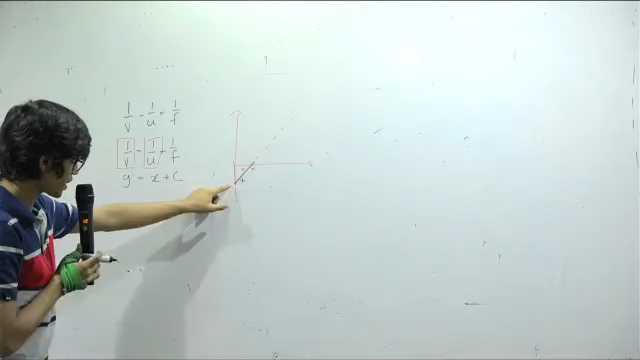 1/v - 1/u = 1/f
1/v = 1/u + 1/f
y = x + C